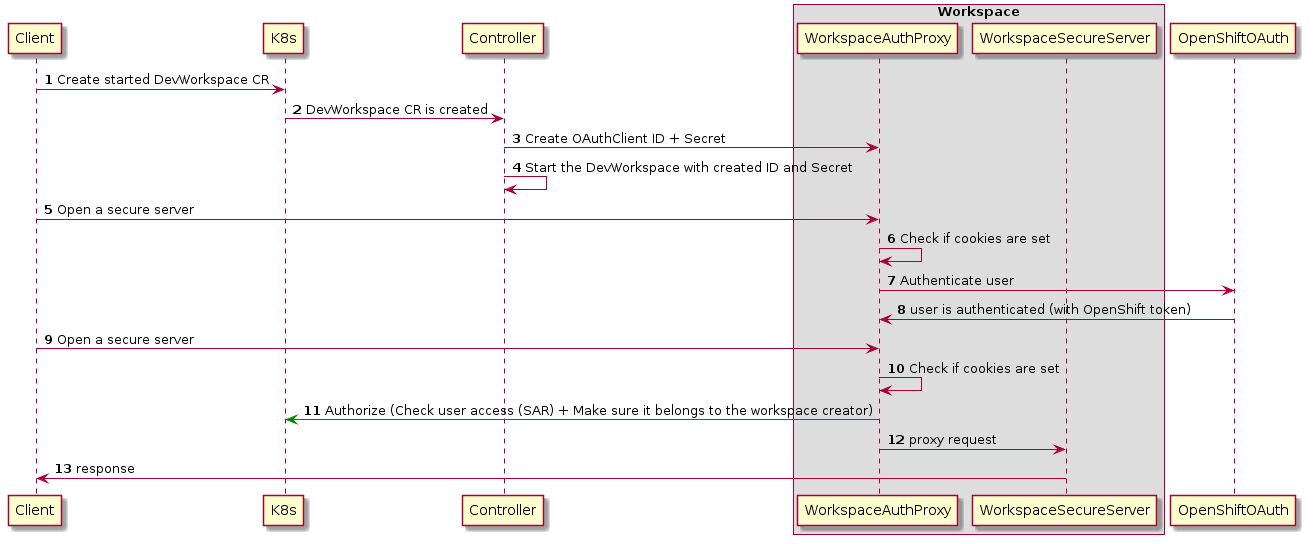 Workspace
Client
K8s
Controller
WorkspaceAuthProxy
WorkspaceSecureServer
OpenShiftOAuth
1 Create started DevWorkspace CR
2 DevWorkspace CR is created
3 Create OAuthClient ID + Secret
4 Start the DevWorkspace with created ID and Secret
5 Open a secure server
6 Check if cookies are set
7 Authenticate user
8 user is authenticated (with OpenShift token)
9 Open a secure server
10 Check if cookies are set
11 Authorize (Check user access (SAR) + Make sure it belongs to the workspace creator)
12 proxy request
13 response
Client
K8s
Controller
WorkspaceAuthProxy
WorkspaceSecureServer
OpenShiftOAuth